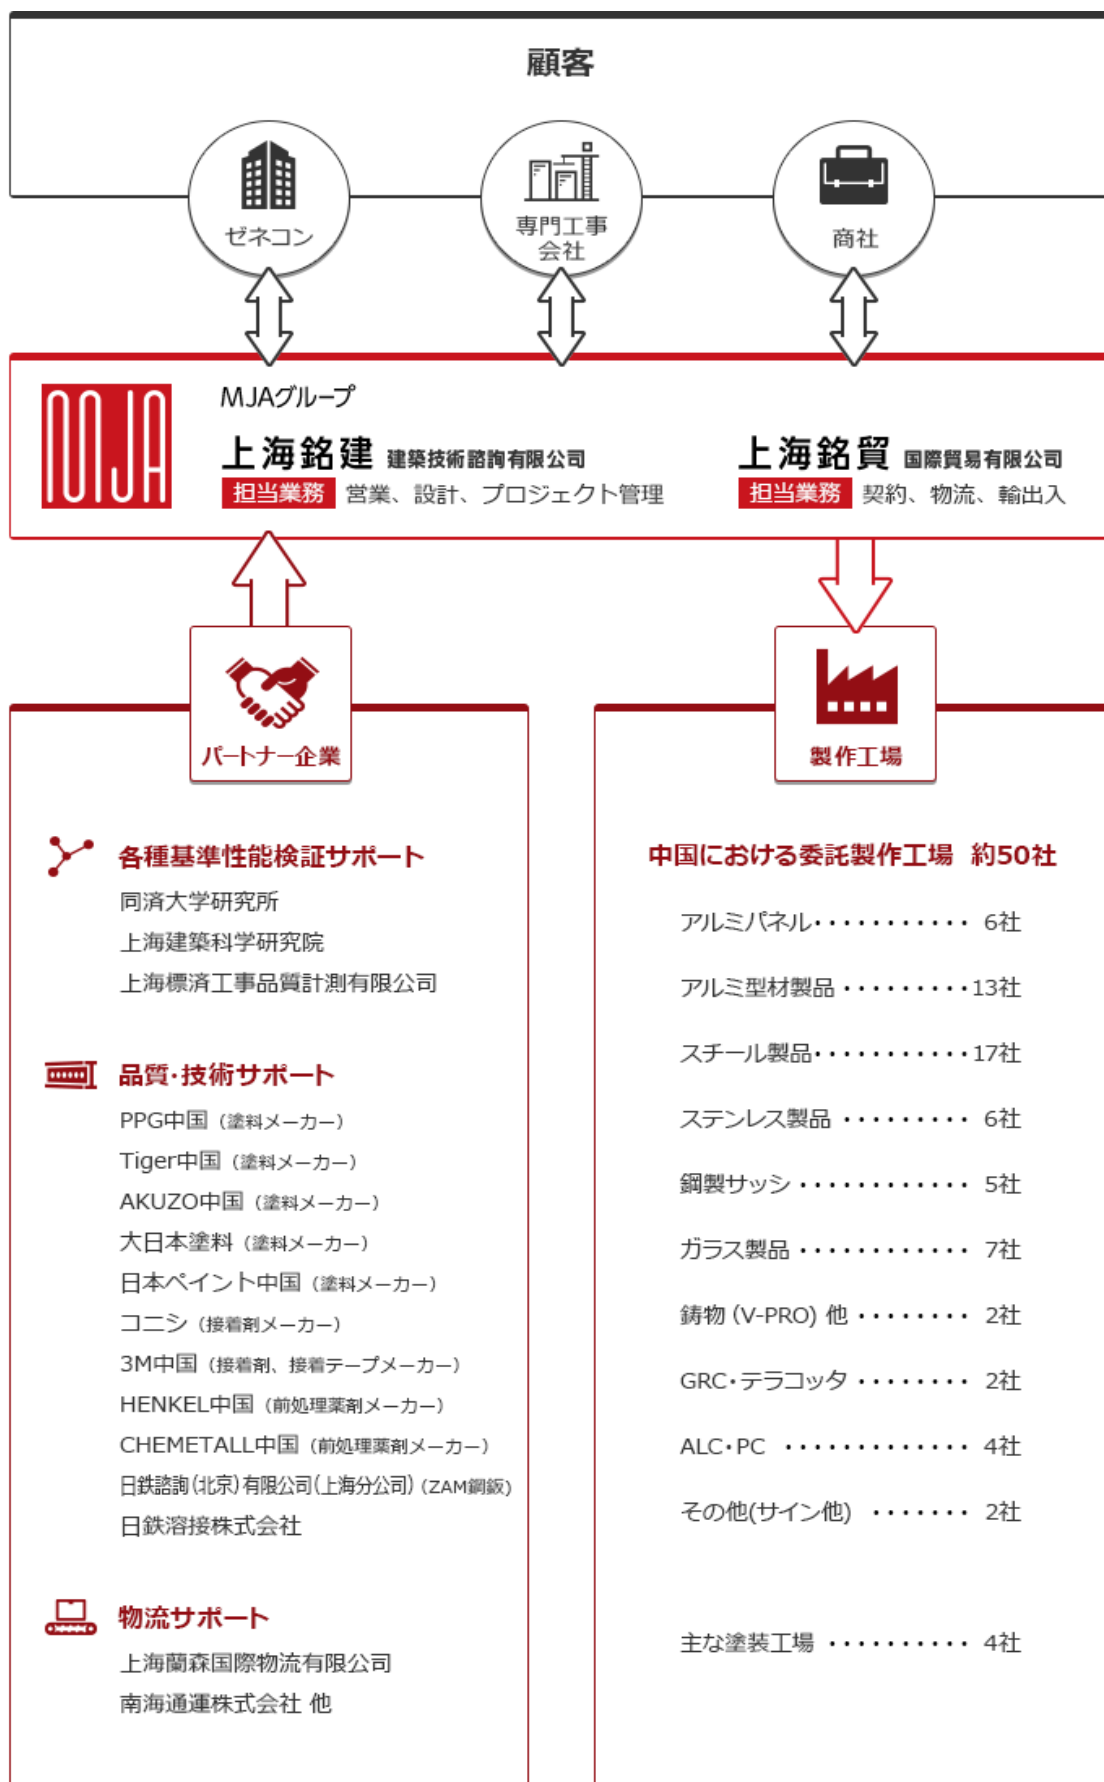 顧客
ゼネコン
専門工事
会社
商社
MJA
MJAグループ
上海銘建 建築技術諮詢有限公司
担当業務 営業、設計、プロジェクト管理
上海銘貿 国際貿易有限公司
担当業務 契約、物流、輸出入
パートナー企業
各種基準性能検証サポート
同済大学研究所
上海建築科学研究院
上海標済工事品質計測有限公司
品質・技術サポート
PPG中国（塗料メーカー）
Tiger中国（塗料メーカー）
AKUZO中国（塗料メーカー）
大日本塗料（塗料メーカー）
日本ペイント中国（塗料メーカー）
コニシ（接着剤メーカー）
3M中国（接着剤、接着テープメーカー）
HENKEL中国（前処理薬剤メーカー）
CHEMETALL中国（前処理薬剤メーカー）
日鉄諮詢(北京)有限公司(上海分公司)（ZAM鋼鈑）
日鉄溶接株式会社
物流サポート
上海蘭森国際物流有限公司
南海通運株式会社 他
製作工場
中国における委託製作工場 約50社
アルミパネル・・・・・・・・・・・ 6社
アルミ型材製品・・・・・・・・・13社
スチール製品・・・・・・・・・・・17社
ステンレス製品・・・・・・・・・ 6社
鋼製サッシ・・・・・・・・・・・・ 5社
ガラス製品・・・・・・・・・・・・ 7社
鋳物（V-PRO）他・・・・・・・・ 2社
GRC・テラコッタ・・・・・・・・ 2社
ALC・PC ・・・・・・・・・・・・・ 4社
その他(サイン他) ・・・・・・・ 2社
主な塗装工場・・・・・・・・・・ 4社